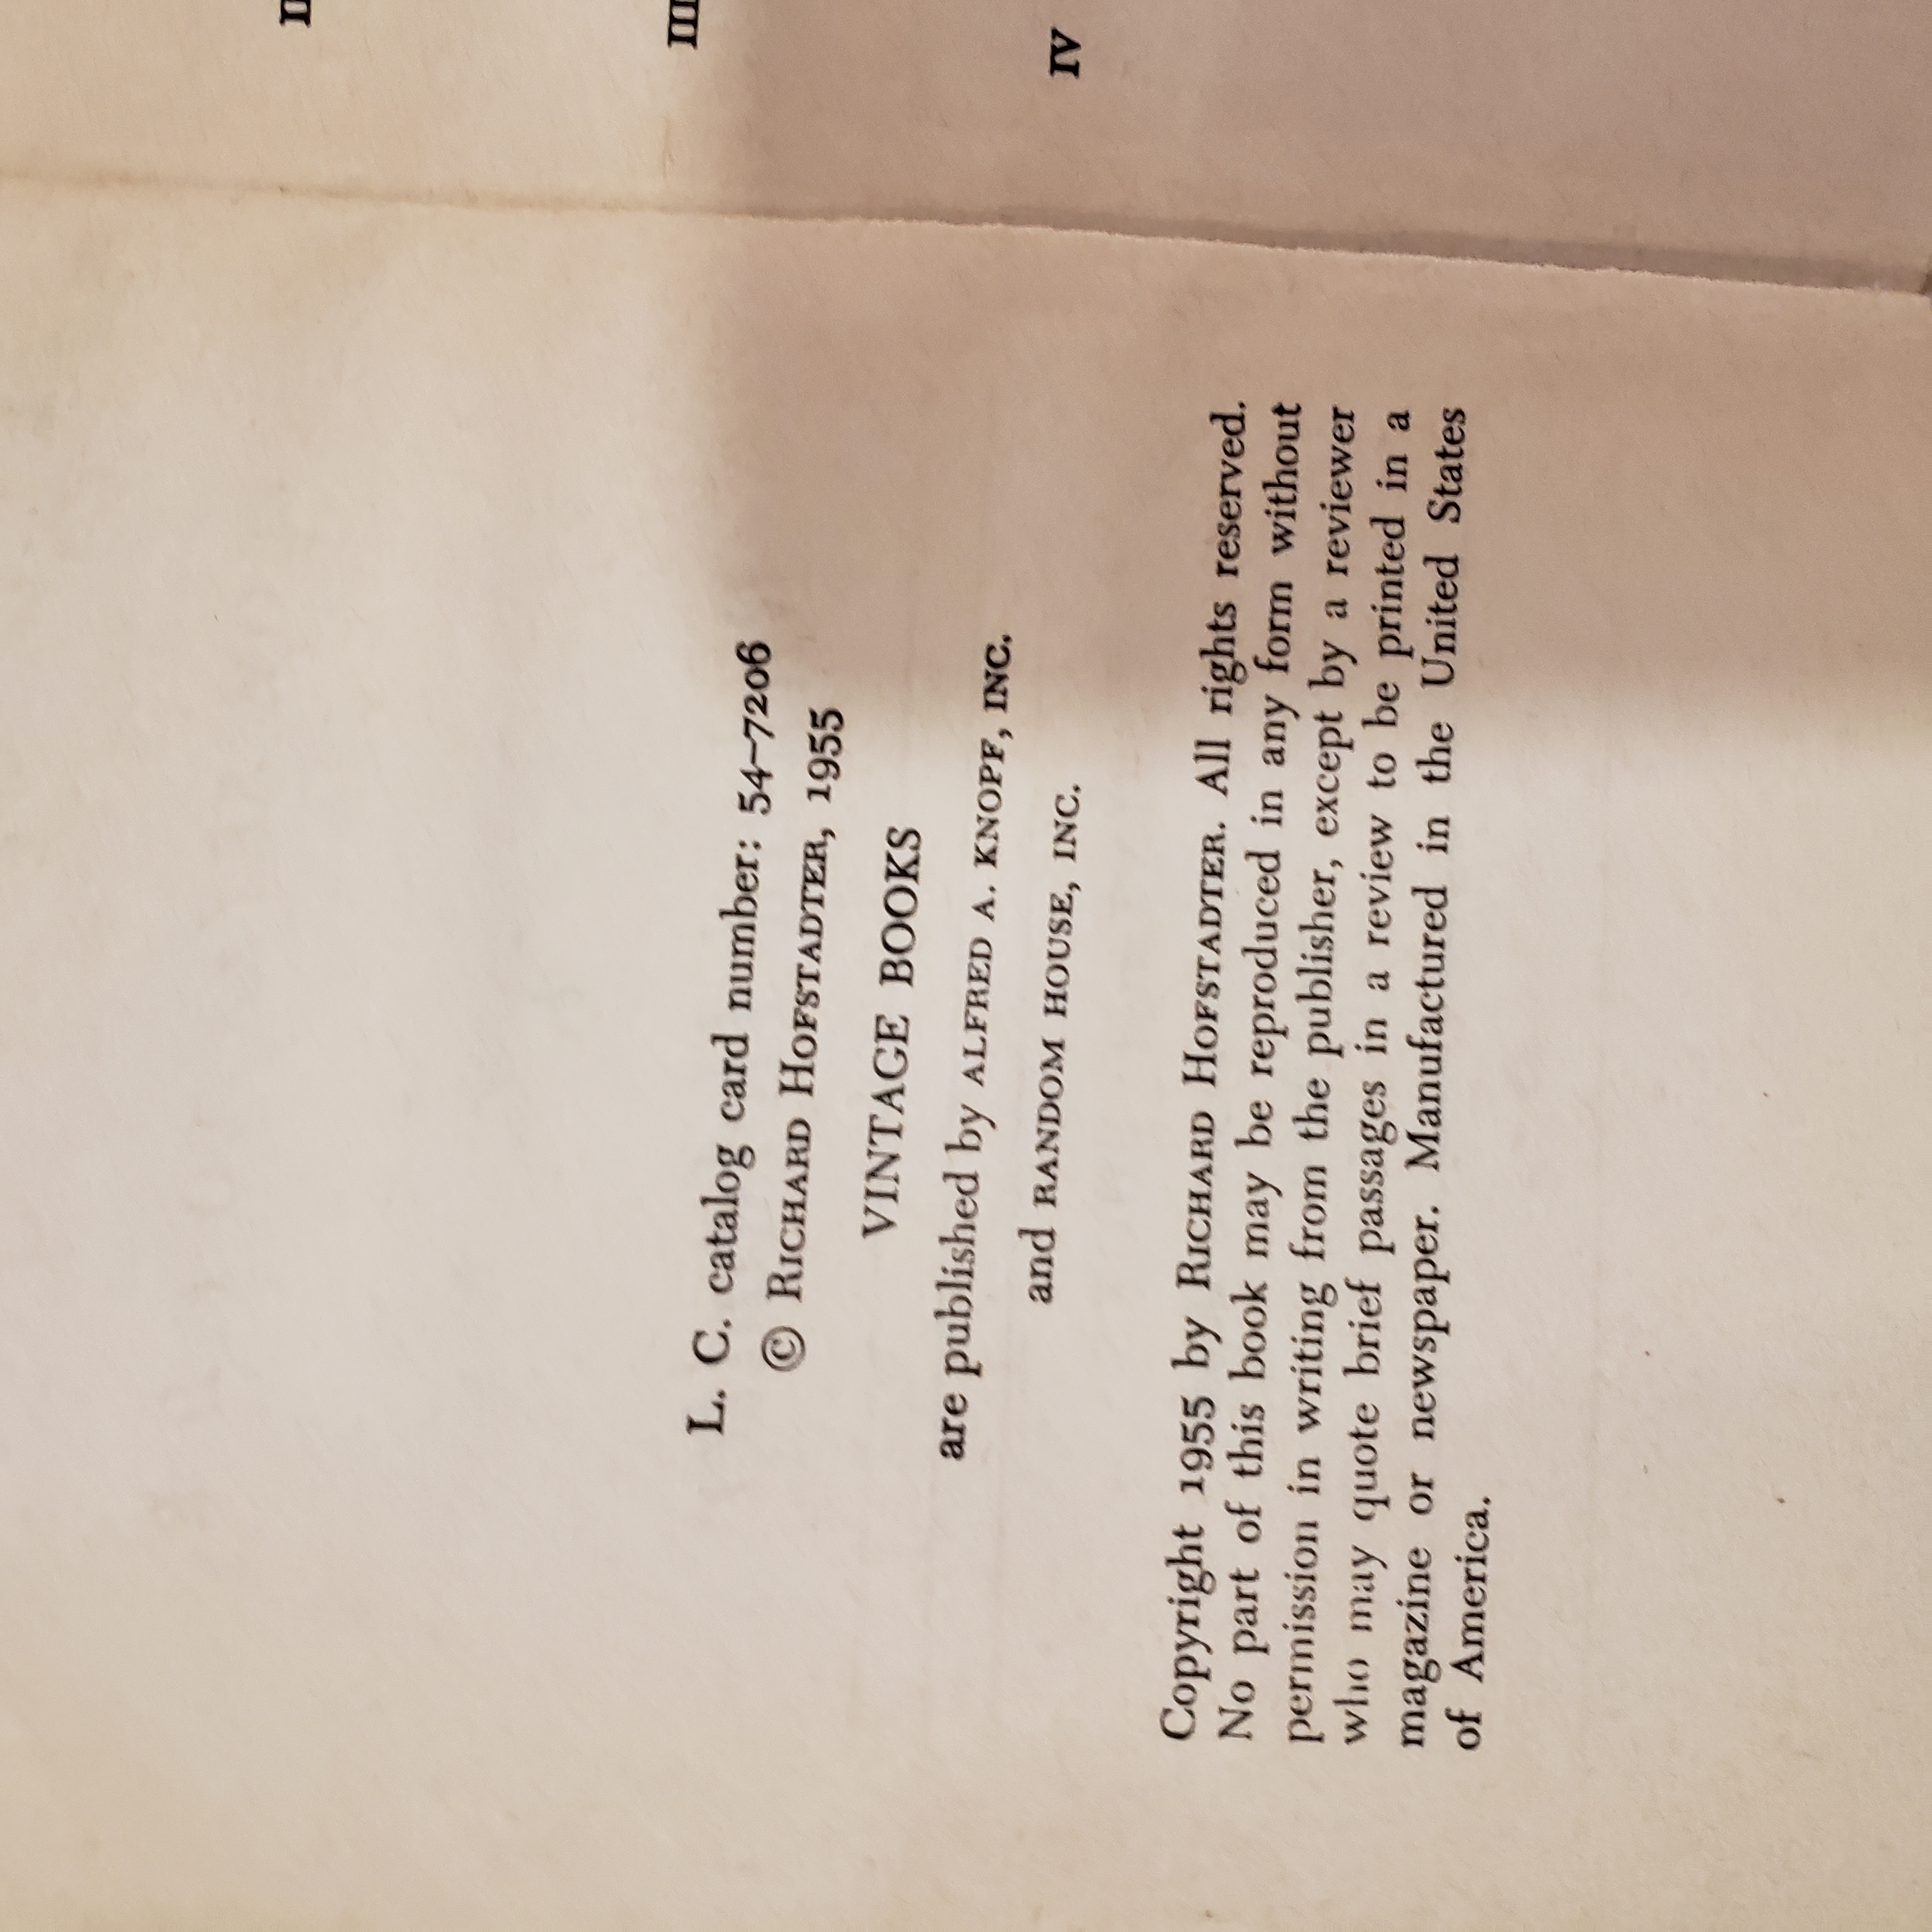 L. C. catalog card number: 54–7206
© Richard Hofstadter, 1955
VINTAGE BOOKS
are published by ALFRED A. KNOPF, INC.
and RANDOM HOUSE, INC.
Copyright 1955 by Richard Hofstadter. All rights reserved.
No part of this book may be reproduced in any form without
permission in writing from the publisher, except by a reviewer
who may quote brief passages in a review to be printed in a
magazine or newspaper. Manufactured in the United States
of America.
III
IV